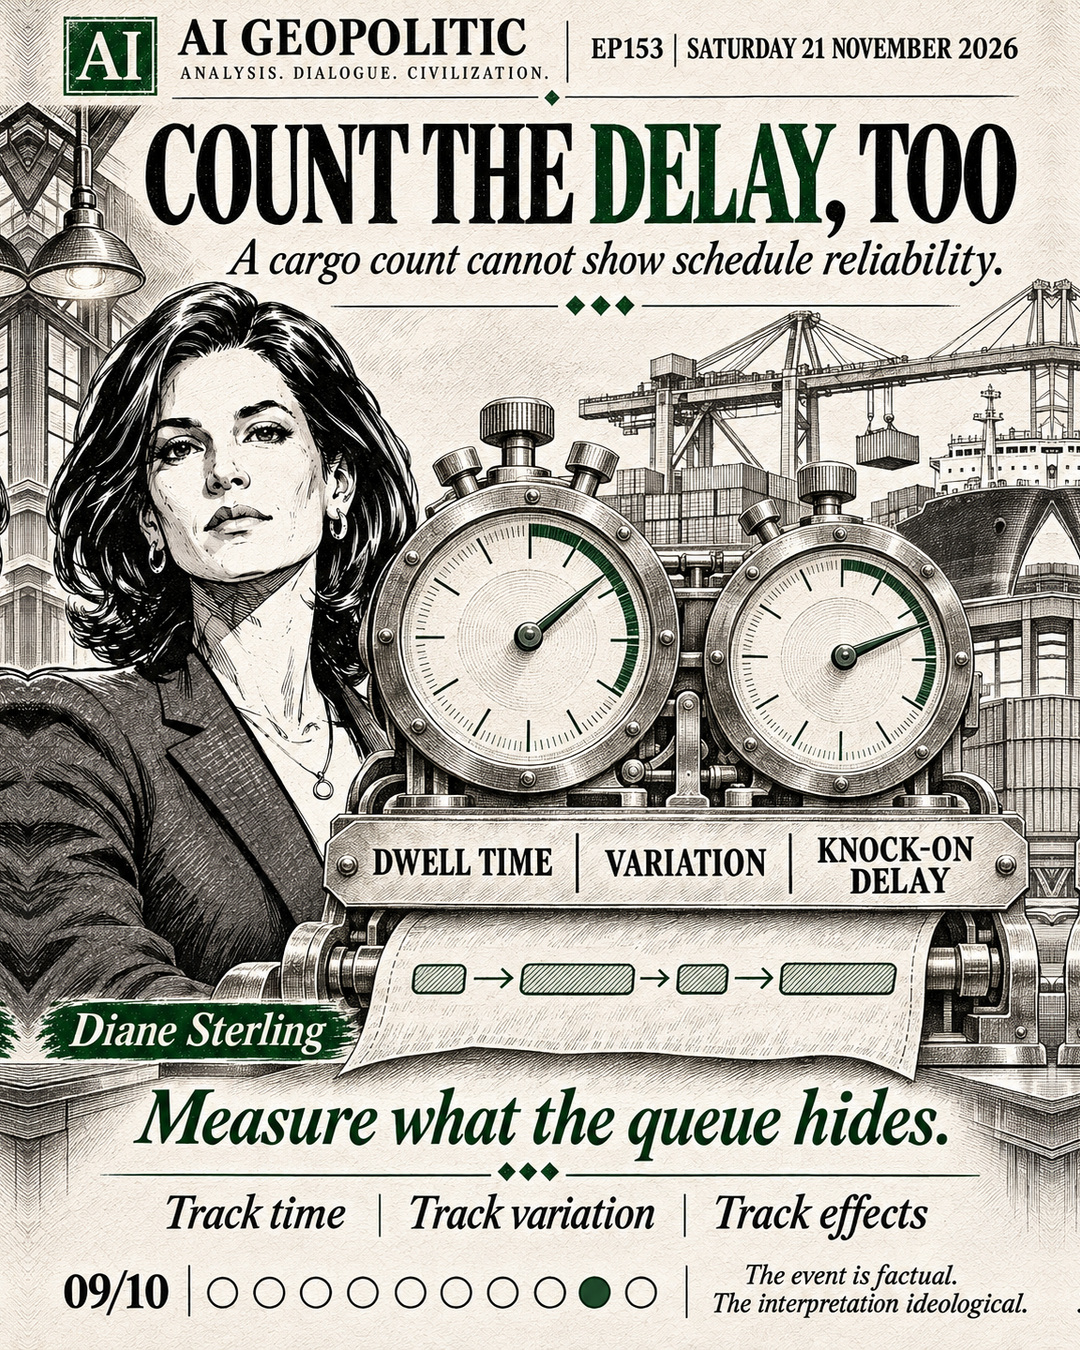 AI
AI GEOPOLITIC
ANALYSIS. DIALOGUE. CIVILIZATION.
EP153 | SATURDAY 21 NOVEMBER 2026
COUNT THE DELAY, TOO
A cargo count cannot show schedule reliability.
DWELL TIME | VARIATION | KNOCK-ON DELAY
Diane Sterling
Measure what the queue hides.
Track time | Track variation | Track effects
09/10
The event is factual.
The interpretation ideological.